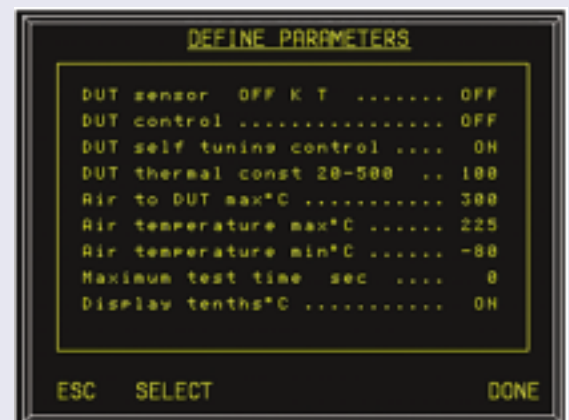 DEFINE PARAMETERS
DUT sensor OFF K T ....... OFF
DUT control ................ OFF
DUT self tuning control .... ON
DUT thermal const 20-500 .. 100
Air to DUT max°C ........... 300
Air temperature max°C ...... 225
Air temperature min°C ...... -80
Maximum test time sec .... 0
Display tenths°C ........... ON
ESC SELECT DONE